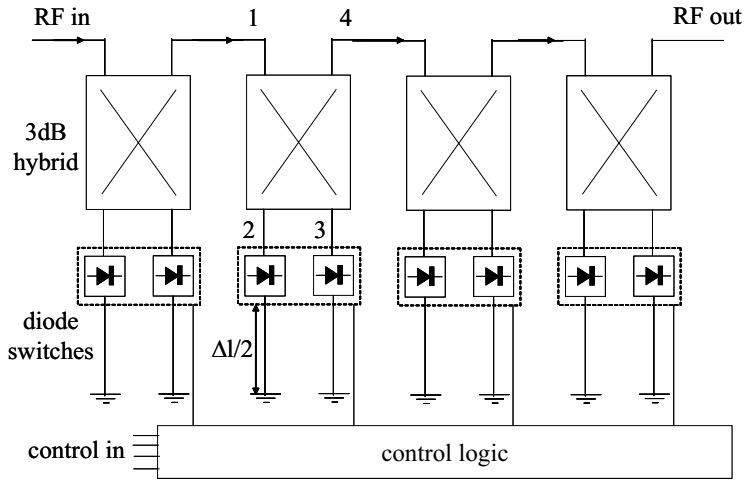 RF in
1
4
RF out
3dB
hybrid
2
3
diode
switches
Δl/2
control in
control logic